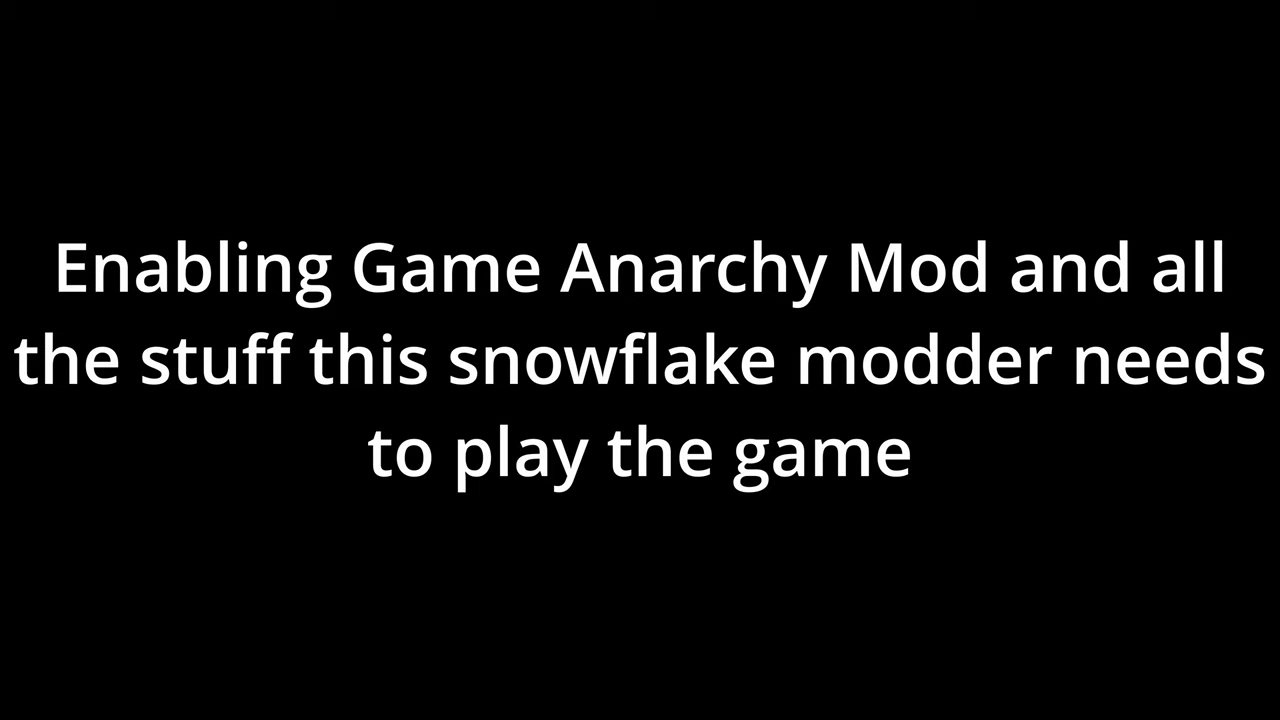 Enabling Game Anarchy Mod and all
the stuff this snowflake modder needs
to play the game